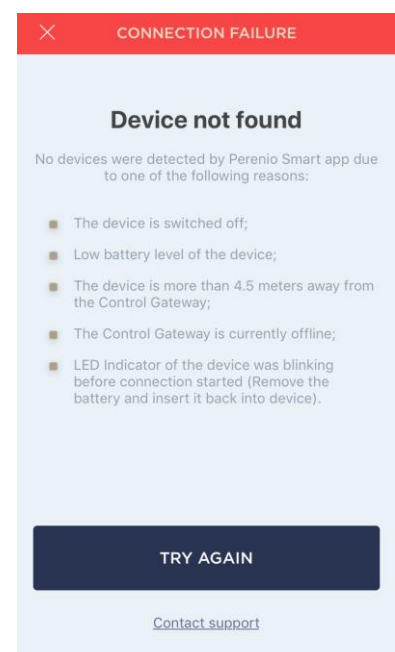 CONNECTION FAILURE
Device not found
No devices were detected by Perenio Smart app due
to one of the following reasons:
The device is switched off;
Low battery level of the device;
The device is more than 4.5 meters away from
the Control Gateway;
The Control Gateway is currently offline;
LED Indicator of the device was blinking
before connection started (Remove the
battery and insert it back into device).
TRY AGAIN
Contact support